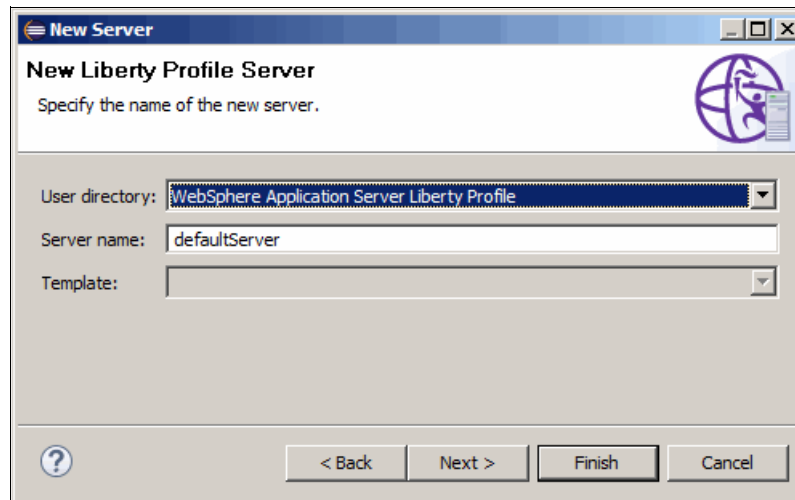 New Server
New Liberty Profile Server
Specify the name of the new server.
User directory: WebSphere Application Server Liberty Profile
Server name: defaultServer
Template:
? < Back Next > Finish Cancel